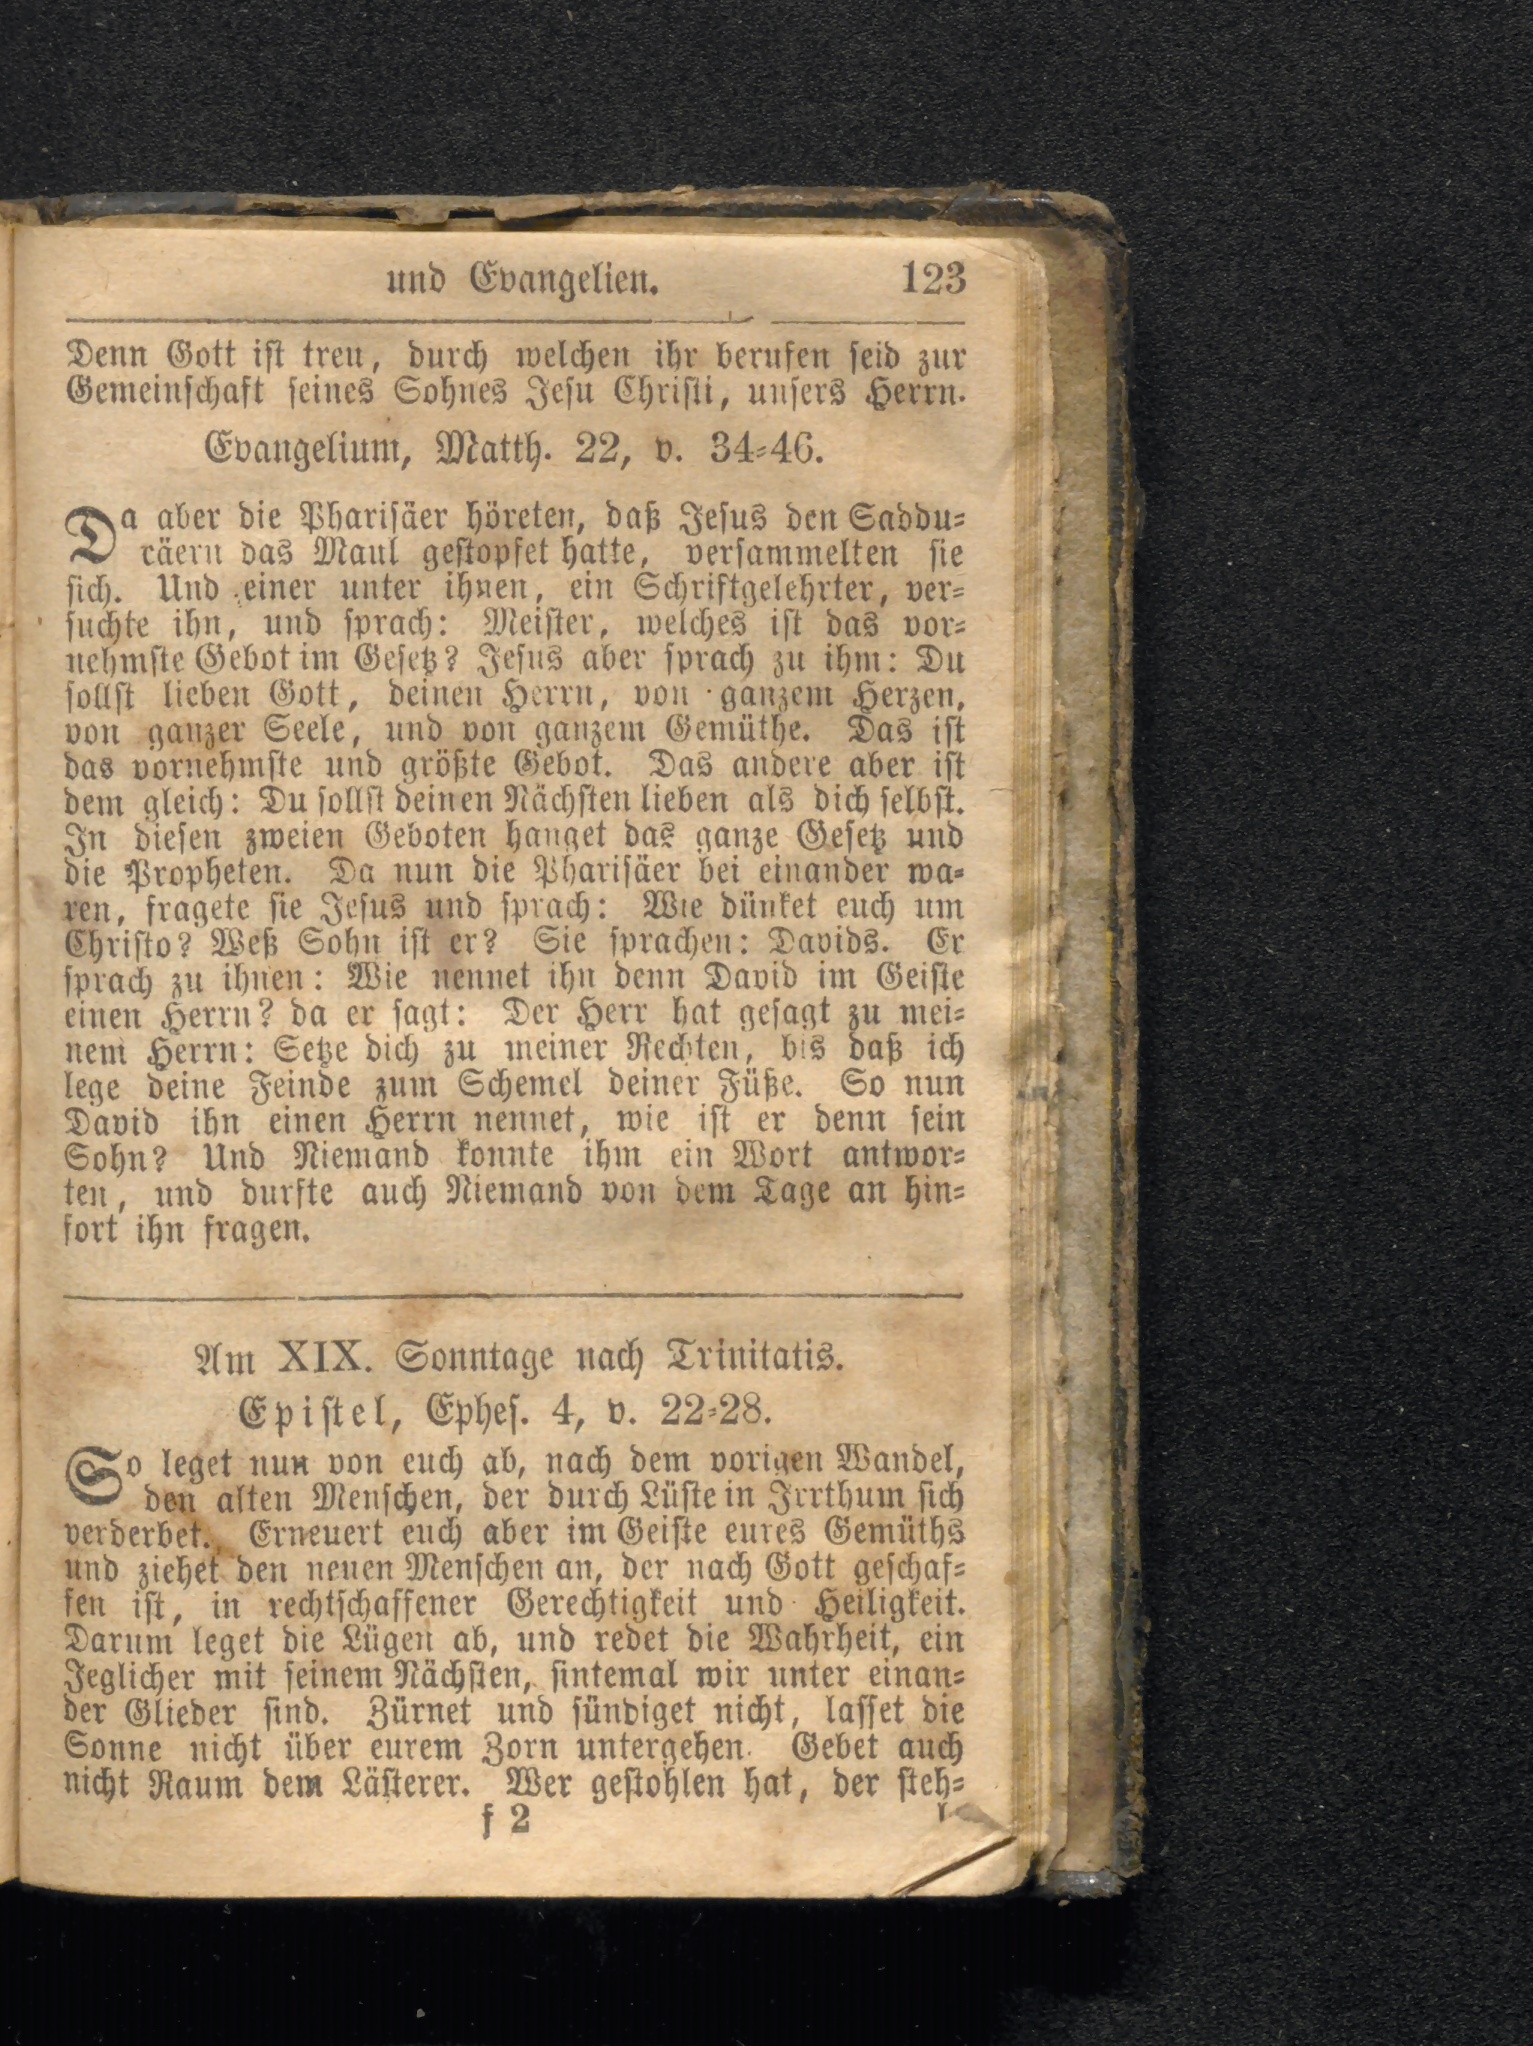 und Evangelien. 123
Denn Gott ist treu, durch welchen ihr berufen seid zur
Gemeinschaft seines Sohnes Jesu Christi, unsers Herrn.
Evangelium, Matth. 22, v. 34-46.
Da aber die Pharisäer höreten, daß Jesus den Saddu-
cäern das Maul gestopfet hatte, versammelten sie
sich. Und einer unter ihnen, ein Schriftgelehrter, ver-
suchte ihn, und sprach: Meister, welches ist das vor-
nehmste Gebot im Gesetz? Jesus aber sprach zu ihm: Du
sollst lieben Gott, deinen Herrn, von ganzem Herzen,
von ganzer Seele, und von ganzem Gemüthe. Das ist
das vornehmste und größte Gebot. Das andere aber ist
dem gleich: Du sollst deinen Nächsten lieben als dich selbst.
In diesen zweien Geboten hanget das ganze Gesetz und
die Propheten. Da nun die Pharisäer bei einander wa-
ren, fragete sie Jesus und sprach: Wie dünket euch um
Christo? Weß Sohn ist er? Sie sprachen: Davids. Er
sprach zu ihnen: Wie nennet ihn denn David im Geiste
einen Herrn? da er sagt: Der Herr hat gesagt zu mei-
nem Herrn: Setze dich zu meiner Rechten, bis daß ich
lege deine Feinde zum Schemel deiner Füße. So nun
David ihn einen Herrn nennet, wie ist er denn sein
Sohn? Und Niemand konnte ihm ein Wort antwor-
ten, und durfte auch Niemand von dem Tage an hin-
fort ihn fragen.
Am XIX. Sonntage nach Trinitatis.
Epistel, Ephes. 4, v. 22-28.
So leget nun von euch ab, nach dem vorigen Wandel,
den alten Menschen, der durch Lüste in Irrthum sich
verderbet. Erneuert euch aber im Geiste eures Gemüths
und ziehet den neuen Menschen an, der nach Gott geschaf-
fen ist, in rechtschaffener Gerechtigkeit und Heiligkeit.
Darum leget die Lügen ab, und redet die Wahrheit, ein
Jeglicher mit seinem Nächsten, sintemal wir unter einan-
der Glieder sind. Zürnet und sündiget nicht, lasset die
Sonne nicht über eurem Zorn untergehen. Gebet auch
nicht Raum dem Lästerer. Wer gestohlen hat, der steh-
f 2